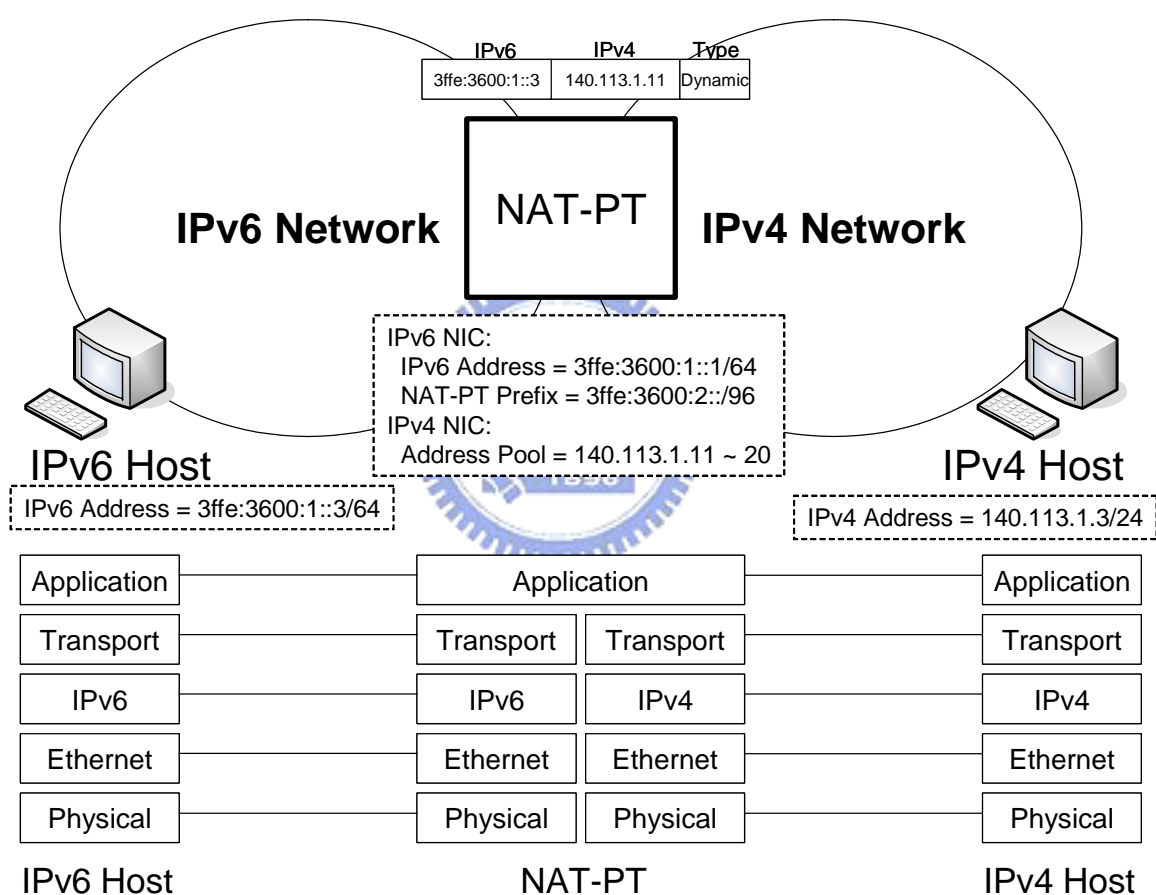 IPv6 IPv4 Type
3ffe:3600:1::3 140.113.1.11 Dynamic
NAT-PT
IPv6 Network
IPv4 Network
IPv6 NIC:
IPv6 Address = 3ffe:3600:1::1/64
NAT-PT Prefix = 3ffe:3600:2::/96
IPv4 NIC:
Address Pool = 140.113.1.11 ~ 20
IPv6 Host
IPv4 Host
IPv6 Address = 3ffe:3600:1::3/64
IPv4 Address = 140.113.1.3/24
Application Application Application
Transport Transport Transport Transport
IPv6 IPv6 IPv4 IPv4
Ethernet Ethernet Ethernet Ethernet
Physical Physical Physical Physical
IPv6 Host NAT-PT IPv4 Host